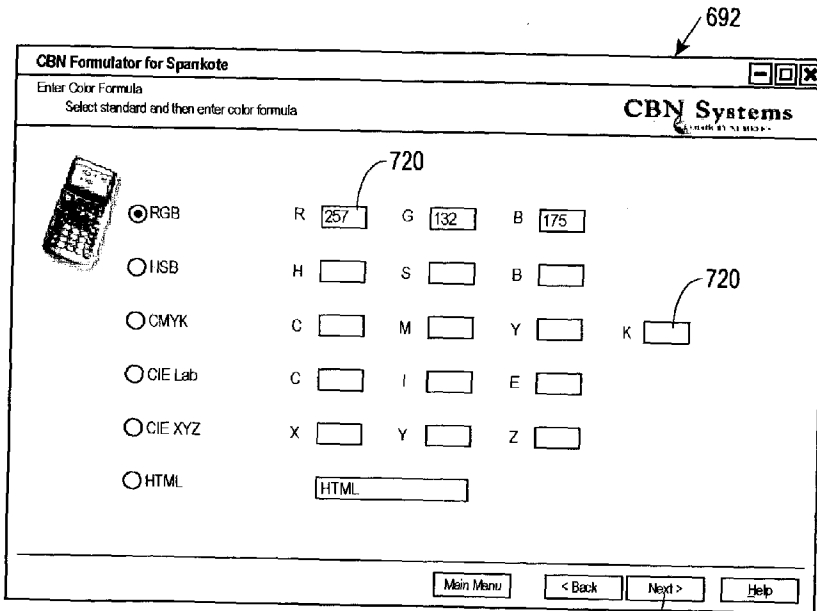 692
CBN Formulator for Spankote
Enter Color Formula
Select standard and then enter color formula
CBN Systems
720
RGB R 257 G 132 B 175
HSB H S B
720
CMYK C M Y K
CIE Lab C I E
CIE XYZ X Y Z
HTML HTML
Main Menu < Back Next > Help